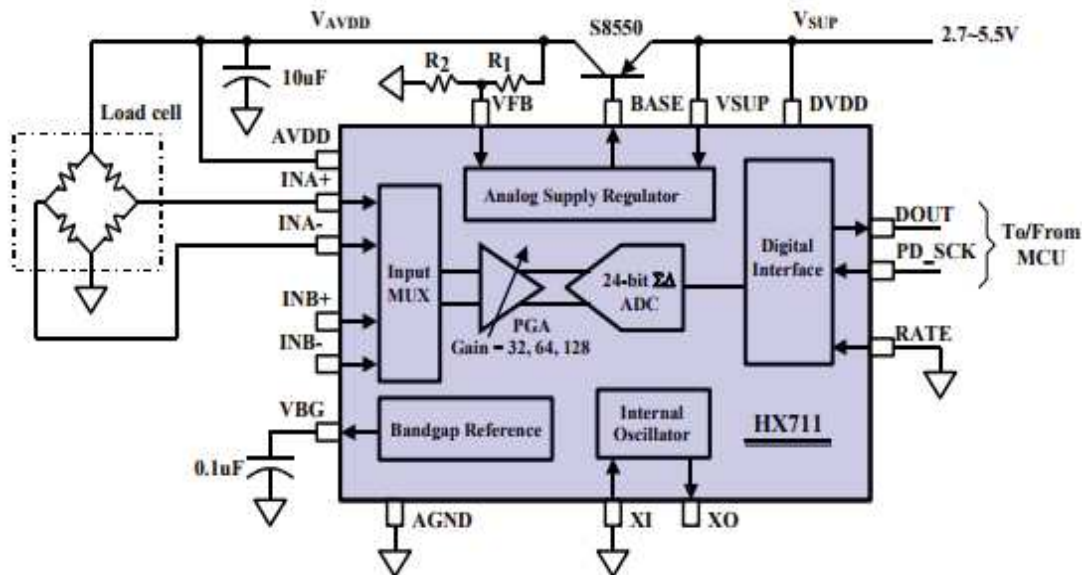 V_AVDD
S8550
V_SUP
2.7~5.5V
R2
R1
10uF
VFB
BASE
VSUP
DVDD
Load cell
AVDD
INA+
INA-
INB+
INB-
VBG
0.1uF
Analog Supply Regulator
Input
MUX
PGA
Gain = 32, 64, 128
24-bit ΣΔ
ADC
Digital
Interface
DOUT
PD_SCK
To/From
MCU
RATE
Bandgap Reference
Internal
Oscillator
HX711
AGND
XI
XO